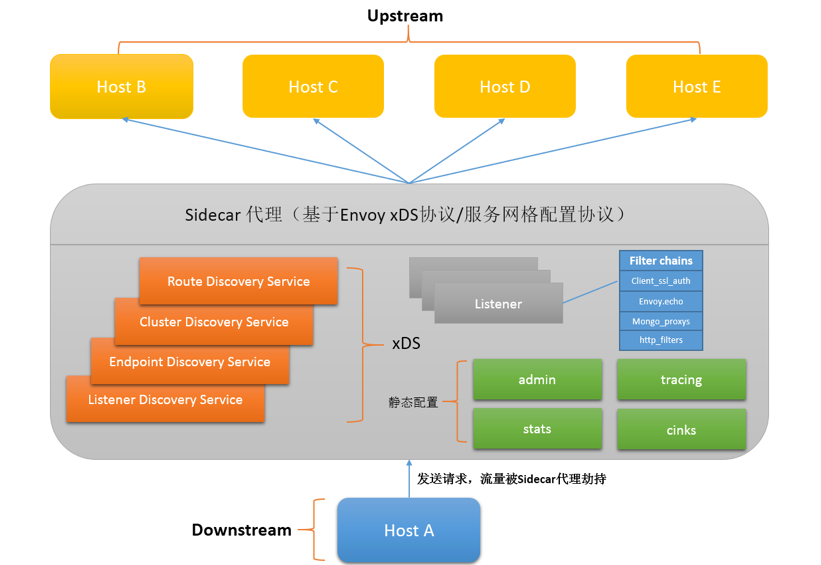 Upstream
Host B
Host C
Host D
Host E
Sidecar 代理（基于Envoy xDS协议/服务网格配置协议）
Route Discovery Service
Cluster Discovery Service
Endpoint Discovery Service
Listener Discovery Service
xDS
Listener
Filter chains
Client_ssl_auth
Envoy.echo
Mongo_proxys
http_filters
静态配置
admin
tracing
stats
cinks
发送请求，流量被Sidecar代理劫持
Downstream
Host A